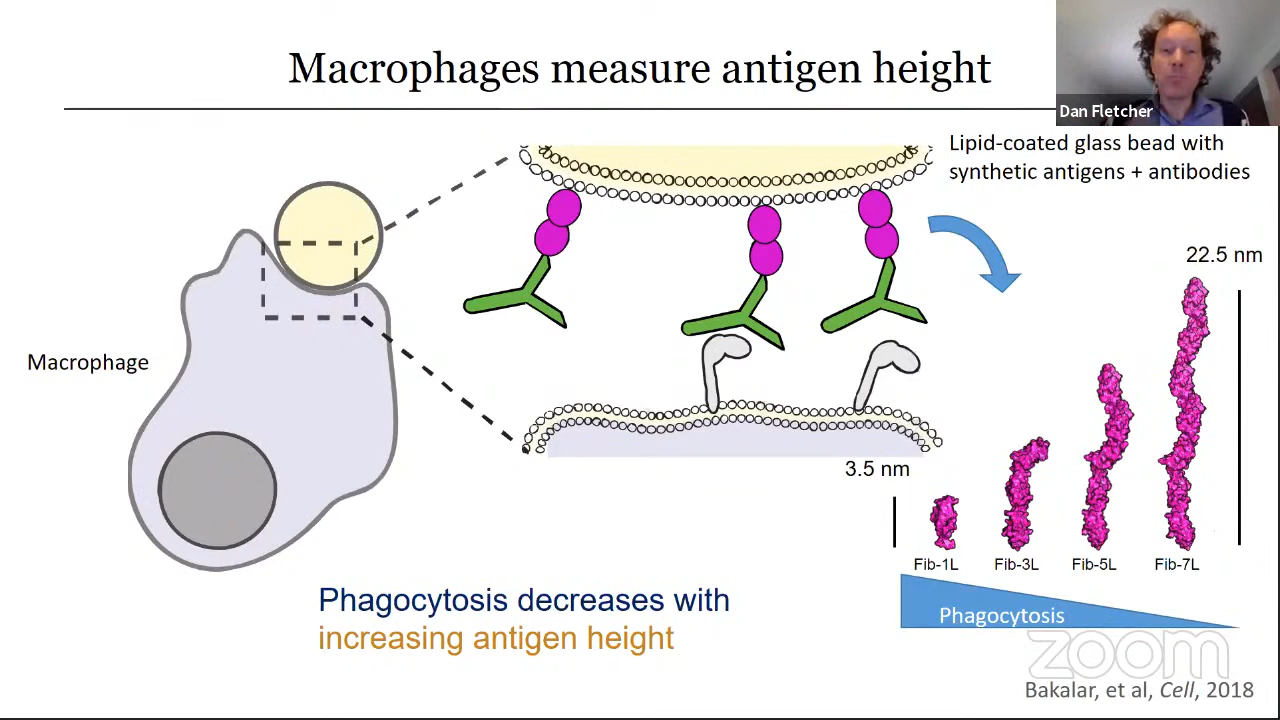 Macrophages measure antigen height
Dan Fletcher
Lipid-coated glass bead with
synthetic antigens + antibodies
22.5 nm
Macrophage
3.5 nm
Fib-1L
Fib-3L
Fib-5L
Fib-7L
Phagocytosis decreases with
increasing antigen height
Phagocytosis
zoom
Bakalar, et al, Cell, 2018